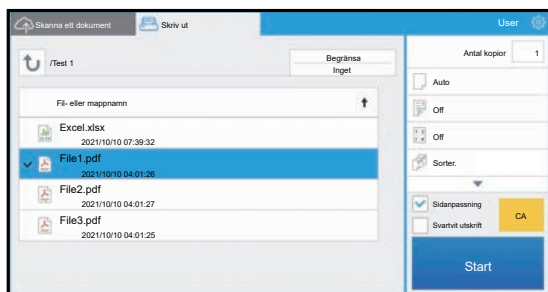 Skanna ett dokument
Skriv ut
User
/Test 1
Begränsa
Inget
Fil- eller mappnamn
Excel.xlsx
2021/10/10 07:39:32
File1.pdf
2021/10/10 04:01:26
File2.pdf
2021/10/10 04:01:27
File3.pdf
2021/10/10 04:01:25
Antal kopior 1
Auto
Off
Off
Sorter.
Sidanpassning
Svartvit utskrift
CA
Start